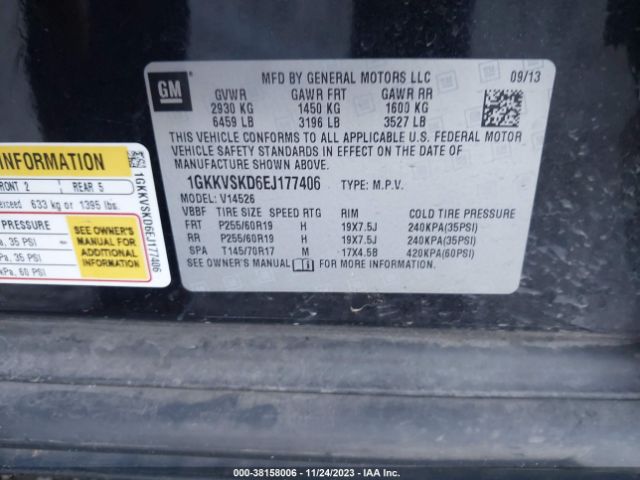 GM
MFD BY GENERAL MOTORS LLC 09/13
GVWR GAWR FRT GAWR RR
2930 KG 1450 KG 1600 KG
6459 LB 3196 LB 3527 LB
THIS VEHICLE CONFORMS TO ALL APPLICABLE U.S. FEDERAL MOTOR
VEHICLE SAFETY STANDARDS IN EFFECT ON THE DATE OF
MANUFACTURE SHOWN ABOVE.
1GKKVSKD6EJ177406 TYPE: M.P.V.
MODEL: V14526
VBBF TIRE SIZE SPEED RTG RIM COLD TIRE PRESSURE
FRT P255/60R19 H 19X7.5J 240KPA(35PSI)
RR P255/60R19 H 19X7.5J 240KPA(35PSI)
SPA T145/70R17 M 17X4.5B 420KPA(60PSI)
SEE OWNER'S MANUAL FOR MORE INFORMATION.
INFORMATION
FRONT 2 REAR 5
exceed 633 kg or 1395 lbs.
PRESSURE
35 PSI
35 PSI
60 PSI
SEE OWNER'S
MANUAL FOR
ADDITIONAL
INFORMATION
1GKKVSKD6EJ177406
000-38158006 - 11/24/2023 - IAA Inc.